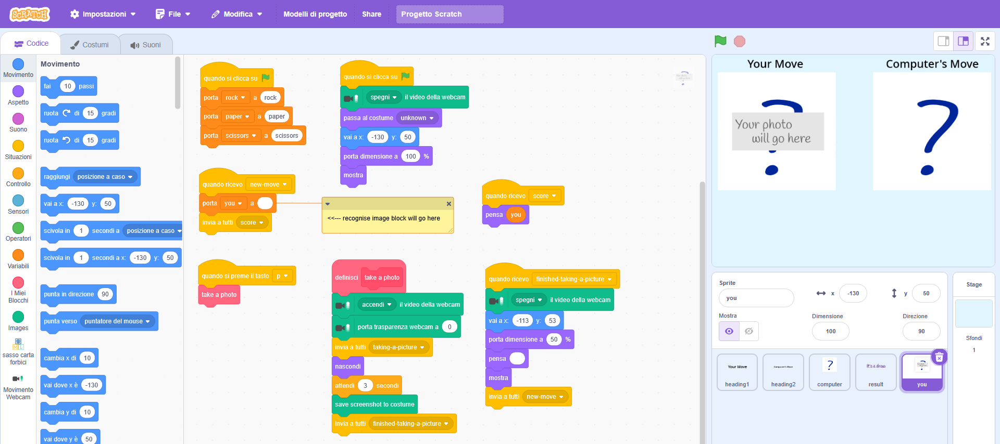 SCRATCH
Impostazioni
File
Modifica
Modelli di progetto
Share
Progetto Scratch
Codice
Costumi
Suoni
Movimento
Aspetto
Suono
Situazioni
Controllo
Sensori
Operatori
Variabili
I Miei
Blocchi
Images
sasso carta
forbici
Movimento
Webcam
Movimento
fai 10 passi
ruota di 15 gradi
ruota di 15 gradi
raggiungi posizione a caso
vai a x: -130 y: 50
scivola in 1 secondi a posizione a caso
scivola in 1 secondi a x: -130 y: 50
punta in direzione 90
punta verso puntatore del mouse
cambia x di 10
vai dove x è -130
cambia y di 10
vai dove y è 50
quando si clicca su
porta rock a rock
porta paper a paper
porta scissors a scissors
quando si clicca su
spegni il video della webcam
passa al costume unknown
vai a x: -130 y: 50
porta dimensione a 100 %
mostra
quando ricevo new-move
porta you a
invia a tutti score
<<--- recognise image block will go here
quando ricevo score
pensa you
quando si preme il tasto p
take a photo
definisci take a photo
accendi il video della webcam
porta trasparenza webcam a 0
invia a tutti taking-a-picture
nascondi
attendi 3 secondi
save screenshot to costume
invia a tutti finished-taking-a-picture
quando ricevo finished-taking-a-picture
spegni il video della webcam
vai a x: -113 y: 53
porta dimensione a 50 %
pensa
mostra
invia a tutti new-move
Your Move
Computer's Move
?
Your photo
will go here
?
Sprite
you
x -130
y 50
Mostra
Dimensione
100
Direzione
90
Your Move
heading1
Computer's Move
heading2
?
computer
It's a draw
result
you
Stage
Sfondi
1